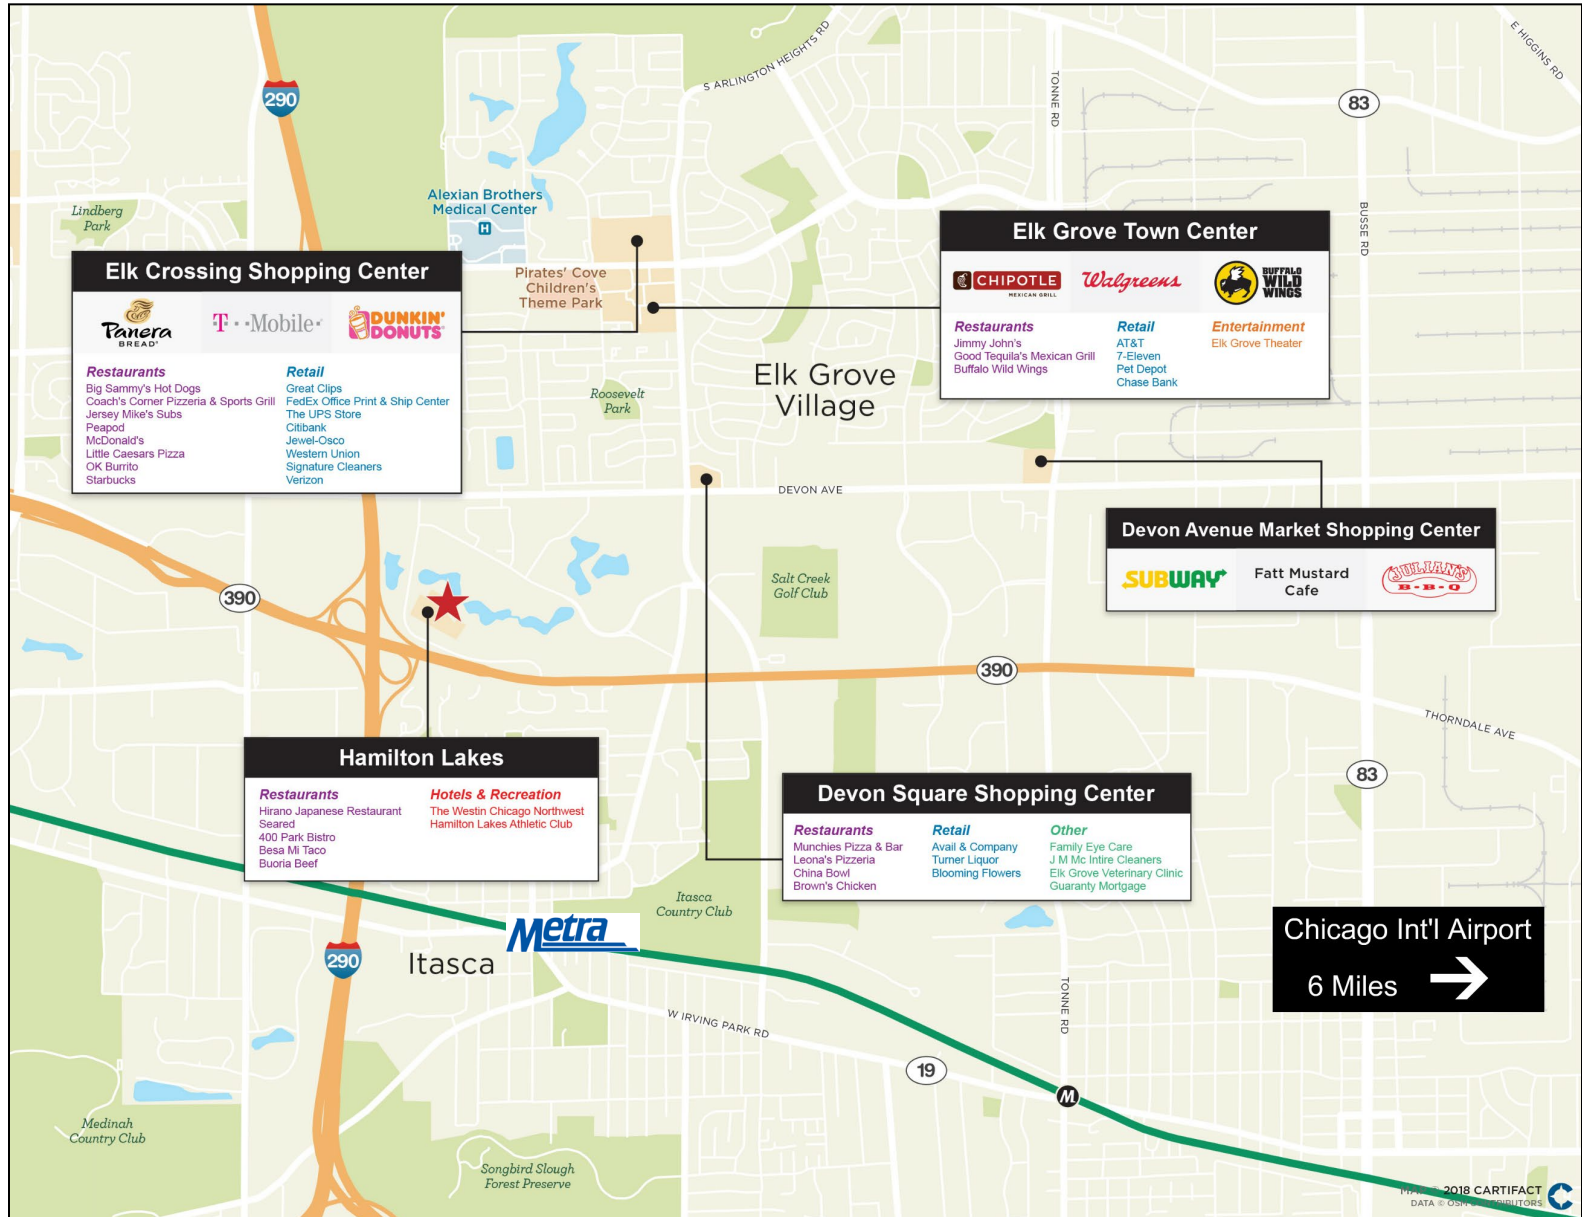 E HIGGINS RD
S ARLINGTON HEIGHTS RD
TONNE RD
290
83
Alexian Brothers
Medical Center
H
Lindberg
Park
BUSSE RD
Elk Grove Town Center
CHIPOTLE
MEXICAN GRILL
Walgreens
BUFFALO
WILD
WINGS
Restaurants
Jimmy John's
Good Tequila's Mexican Grill
Buffalo Wild Wings
Retail
AT&T
7-Eleven
Pet Depot
Chase Bank
Entertainment
Elk Grove Theater
Elk Crossing Shopping Center
Panera
BREAD®
T··Mobile·
DUNKIN'
DONUTS
Restaurants
Big Sammy's Hot Dogs
Coach's Corner Pizzeria & Sports Grill
Jersey Mike's Subs
Peapod
McDonald's
Little Caesars Pizza
OK Burrito
Starbucks
Retail
Great Clips
FedEx Office Print & Ship Center
The UPS Store
Citibank
Jewel-Osco
Western Union
Signature Cleaners
Verizon
Pirates' Cove
Children's
Theme Park
Elk Grove
Village
Roosevelt
Park
DEVON AVE
Devon Avenue Market Shopping Center
SUBWAY
Fatt Mustard
Cafe
JULIAN'S
B-B-Q
Salt Creek
Golf Club
390
390
THORNDALE AVE
Hamilton Lakes
Restaurants
Hirano Japanese Restaurant
Seared
400 Park Bistro
Besa Mi Taco
Buoria Beef
Hotels & Recreation
The Westin Chicago Northwest
Hamilton Lakes Athletic Club
83
Devon Square Shopping Center
Restaurants
Munchies Pizza & Bar
Leona's Pizzeria
China Bowl
Brown's Chicken
Retail
Avail & Company
Turner Liquor
Blooming Flowers
Other
Family Eye Care
J M Mc Intire Cleaners
Elk Grove Veterinary Clinic
Guaranty Mortgage
Itasca
Country Club
Metra
290
Itasca
Chicago Int'l Airport
6 Miles
TONNE RD
W IRVING PARK RD
19
M
Medinah
Country Club
Songbird Slough
Forest Preserve
2018 CARTIFACT
DATA © OSM CONTRIBUTORS